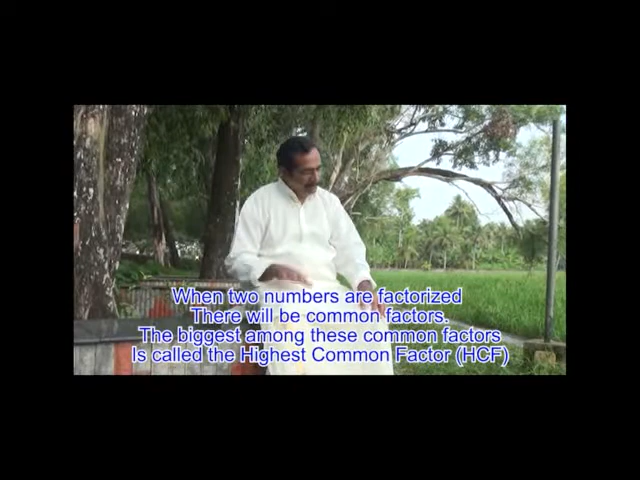 When two numbers are factorized
There will be common factors.
The biggest among these common factors
Is called the Highest Common Factor (HCF)